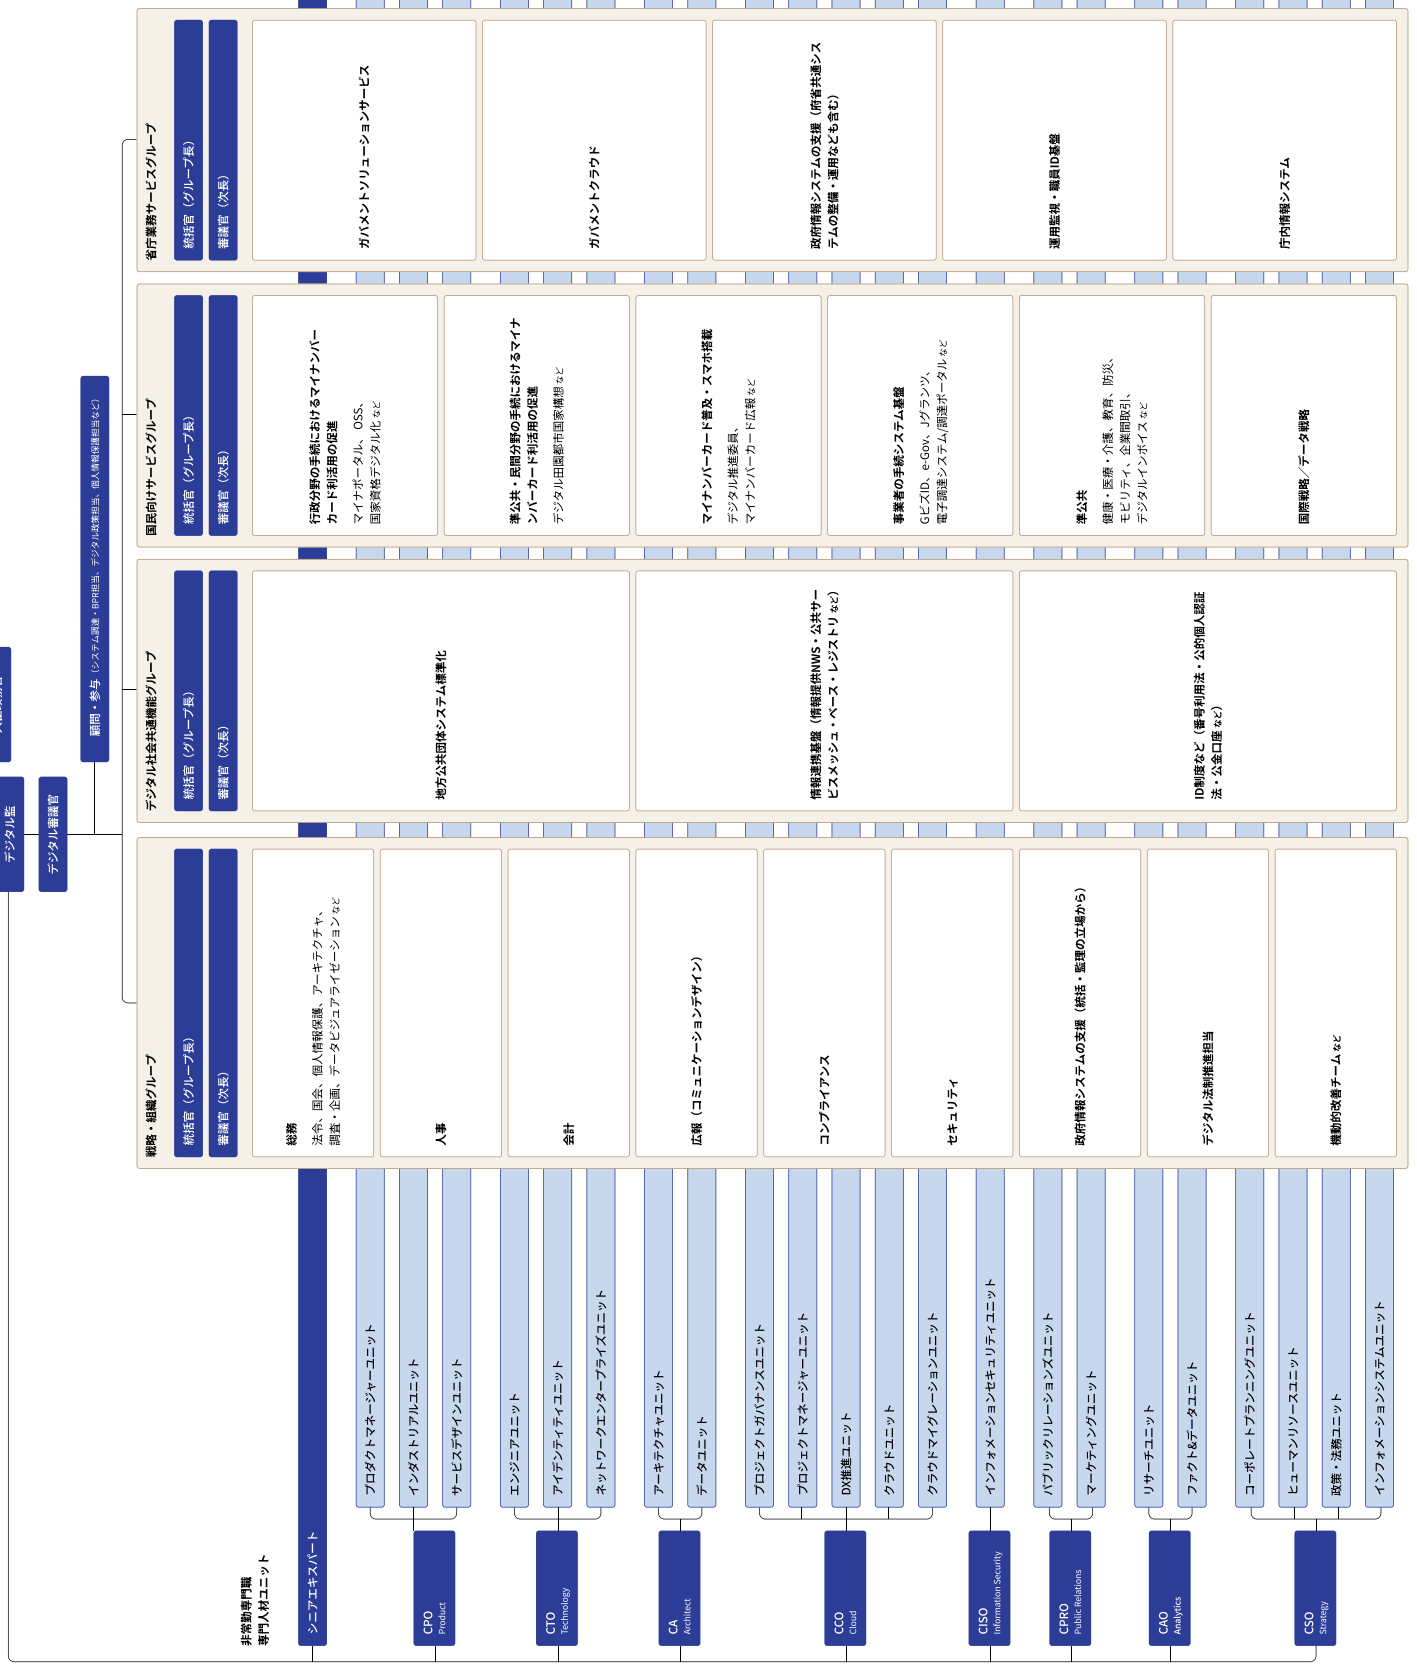 デジタル監
デジタル審議官
顧問・参与（システム調達・BPR担当、デジタル政策担当、個人情報保護担当など）
非常勤専門職
専門人材ユニット
シニアエキスパート
CPO
Product
プロダクトマネージャーユニット
インダストリアルユニット
サービスデザインユニット
CTO
Technology
エンジニアユニット
アイデンティティユニット
ネットワークエンタープライズユニット
CA
Architect
アーキテクチャユニット
データユニット
CCO
Cloud
プロジェクトガバナンスユニット
プロジェクトマネージャーユニット
DX推進ユニット
クラウドユニット
クラウドマイグレーションユニット
CISO
Information Security
インフォメーションセキュリティユニット
CPRO
Public Relations
パブリックリレーションズユニット
マーケティングユニット
CAO
Analytics
リサーチユニット
ファクト&データユニット
CSO
Strategy
コーポレートプランニングユニット
ヒューマンリソースユニット
政策・法務ユニット
インフォメーションシステムユニット
戦略・組織グループ
統括官（グループ長）
審議官（次長）
総務
法令、国会、個人情報保護、アーキテクチャ、
調査・企画、データビジュアライゼーション など
人事
会計
広報（コミュニケーションデザイン）
コンプライアンス
セキュリティ
政府情報システムの支援（統括・監理の立場から）
デジタル法制推進担当
機動的改善チーム など
デジタル社会共通機能グループ
統括官（グループ長）
審議官（次長）
地方公共団体システム標準化
情報連携基盤（情報提供NWS・公共サー
ビスメッシュ・ベース・レジストリ など）
ID制度など（番号利用法・公的個人認証
法・公金口座 など）
国民向けサービスグループ
統括官（グループ長）
審議官（次長）
行政分野の手続におけるマイナンバー
カード利活用の促進
マイナポータル、OSS、
国家資格デジタル化 など
準公共・民間分野の手続におけるマイナ
ンバーカード利活用の促進
デジタル田園都市国家構想 など
マイナンバーカード普及・スマホ搭載
デジタル推進委員、
マイナンバーカード広報 など
事業者の手続システム基盤
GビズID、e-Gov、Jグランツ、
電子調達システム/調達ポータル など
準公共
健康・医療・介護、教育、防災、
モビリティ、企業間取引、
デジタルインボイス など
国際戦略／データ戦略
省庁業務サービスグループ
統括官（グループ長）
審議官（次長）
ガバメントソリューションサービス
ガバメントクラウド
政府情報システムの支援（府省共通シス
テムの整備・運用なども含む）
運用監視・職員ID基盤
庁内情報システム